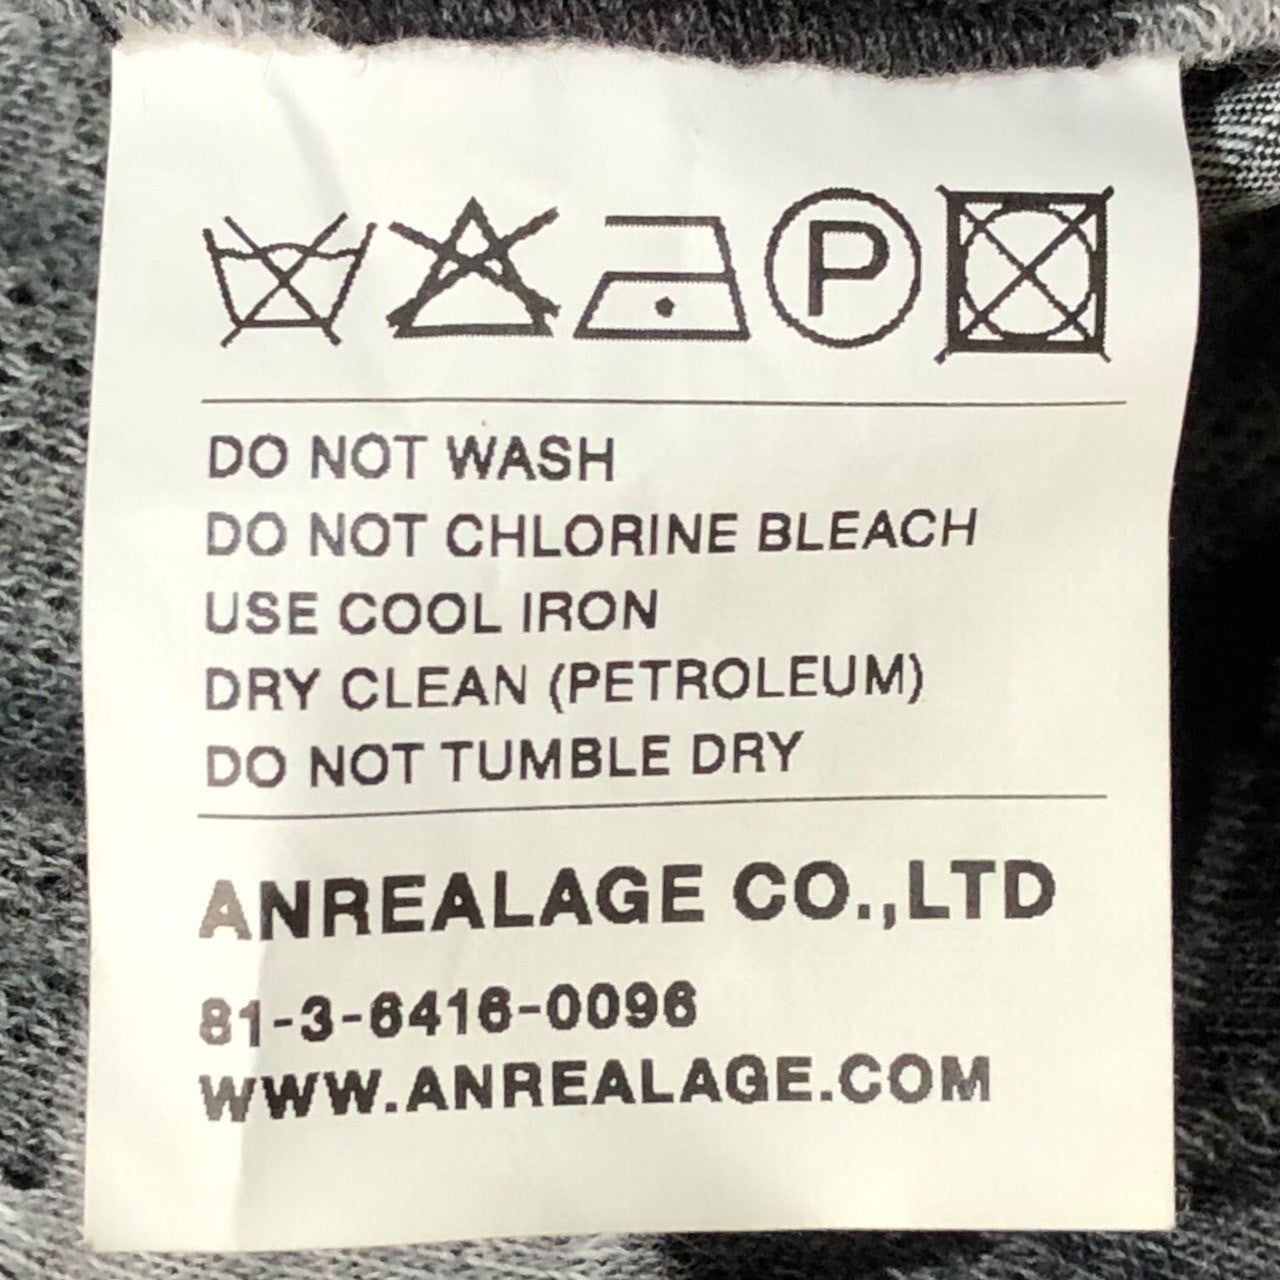 P
DO NOT WASH
DO NOT CHLORINE BLEACH
USE COOL IRON
DRY CLEAN (PETROLEUM)
DO NOT TUMBLE DRY
ANREALAGE CO.,LTD
81-3-6416-0096
WWW.ANREALAGE.COM